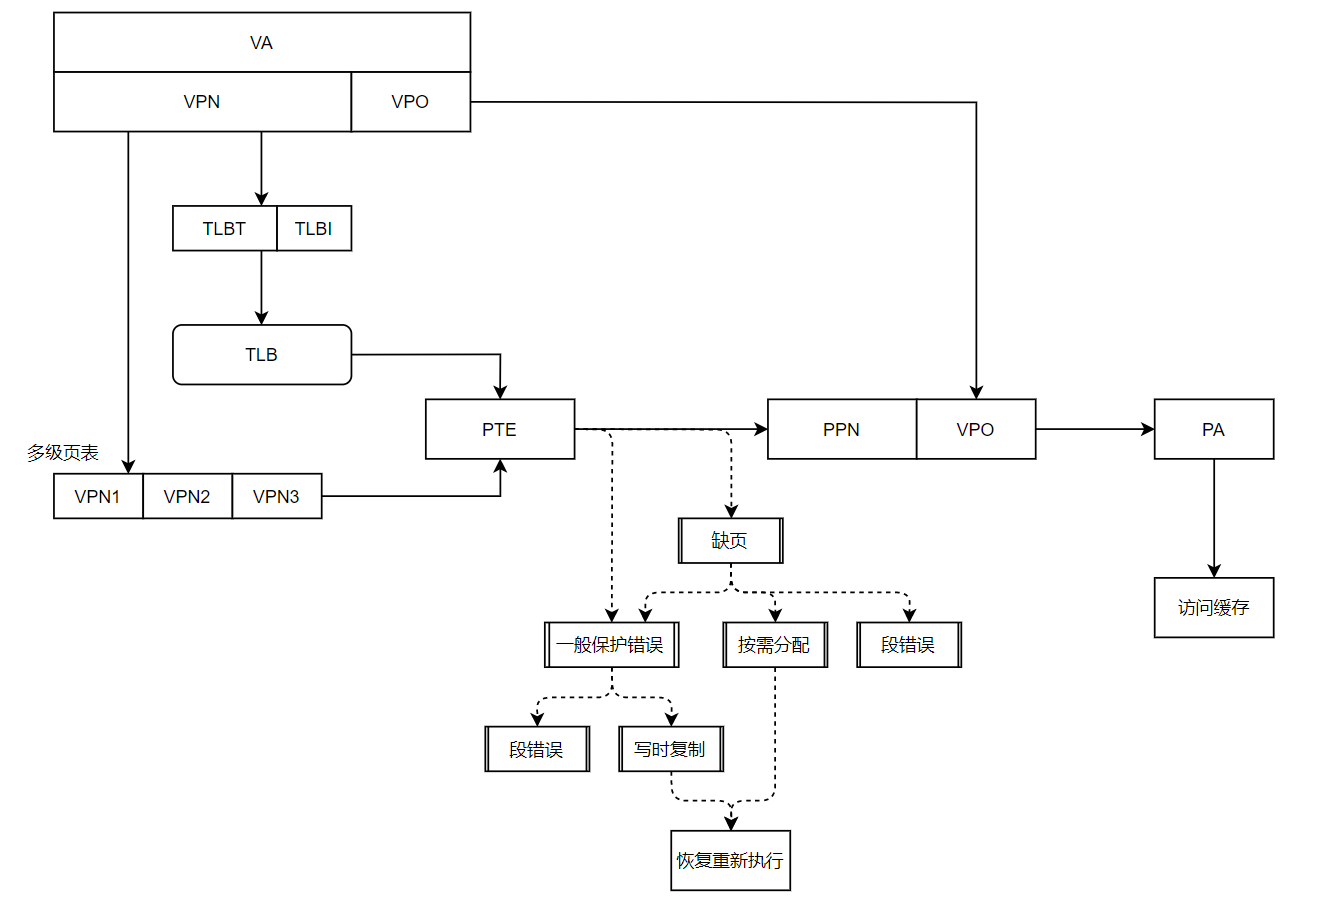 VA
VPN VPO
TLBT TLBI
TLB
PTE PPN VPO PA
多级页表
VPN1 VPN2 VPN3
缺页
访问缓存
一般保护错误 按需分配 段错误
段错误 写时复制
恢复重新执行